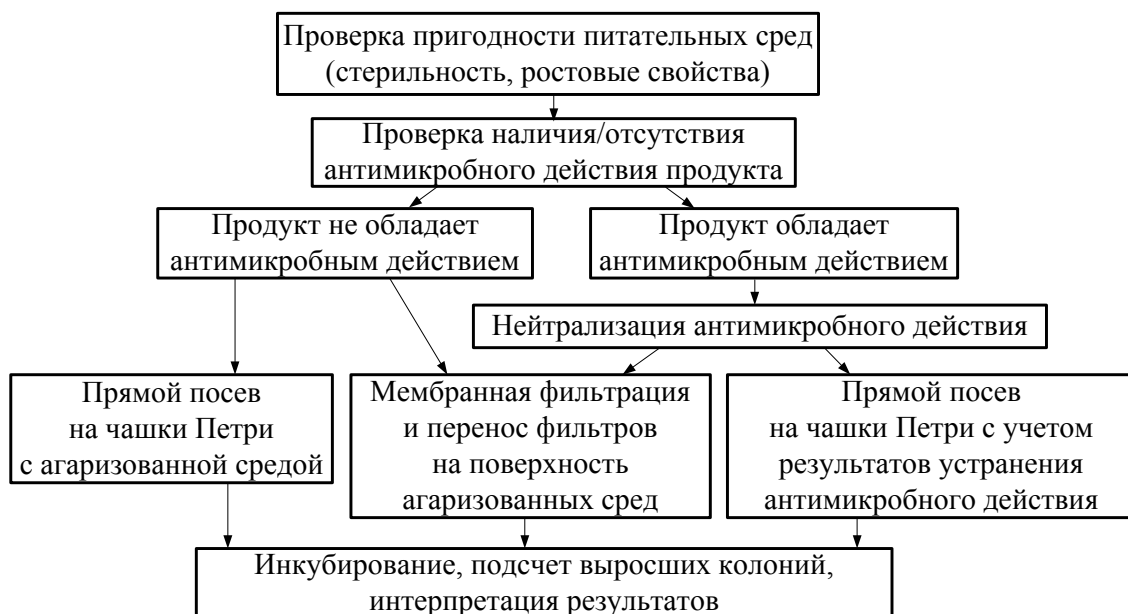 Проверка пригодности питательных сред
(стерильность, ростовые свойства)
Проверка наличия/отсутствия
антимикробного действия продукта
Продукт не обладает
антимикробным действием
Продукт обладает
антимикробным действием
Нейтрализация антимикробного действия
Прямой посев
на чашки Петри
с агаризованной средой
Мембранная фильтрация
и перенос фильтров
на поверхность
агаризованных сред
Прямой посев
на чашки Петри с учетом
результатов устранения
антимикробного действия
Инкубирование, подсчет выросших колоний,
интерпретация результатов